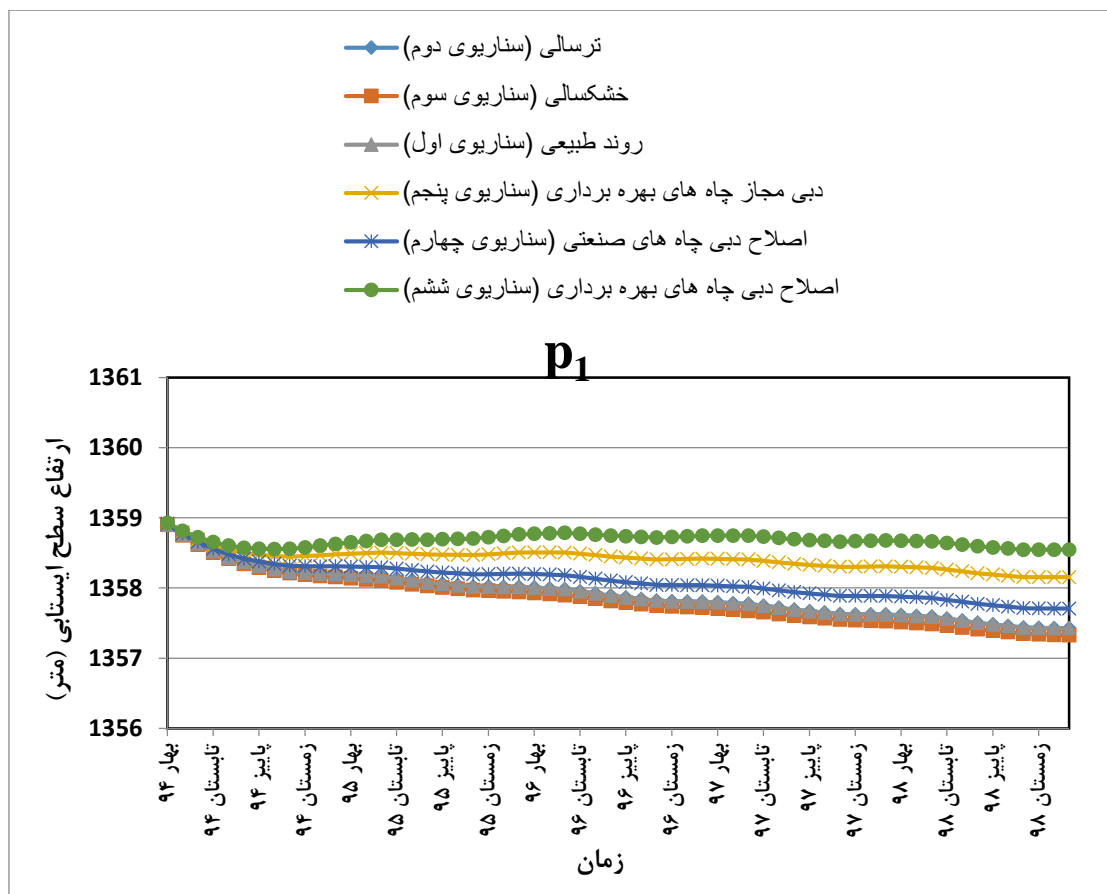 ترسالی (سناریوی دوم)
خشکسالی (سناریوی سوم)
روند طبیعی (سناریوی اول)
دبی مجاز چاه های بهره برداری (سناریوی پنجم)
اصلاح دبی چاه های صنعتی (سناریوی چهارم)
اصلاح دبی چاه های بهره برداری (سناریوی ششم)
p₁
1361
1360
1359
1358
1357
1356
ارتفاع سطح ایستابی (متر)
بهار ۹۴
تابستان ۹۴
پاییز ۹۴
زمستان ۹۴
بهار ۹۵
تابستان ۹۵
پاییز ۹۵
زمستان ۹۵
بهار ۹۶
تابستان ۹۶
پاییز ۹۶
زمستان ۹۶
بهار ۹۷
تابستان ۹۷
پاییز ۹۷
زمستان ۹۷
بهار ۹۸
تابستان ۹۸
پاییز ۹۸
زمستان ۹۸
زمان